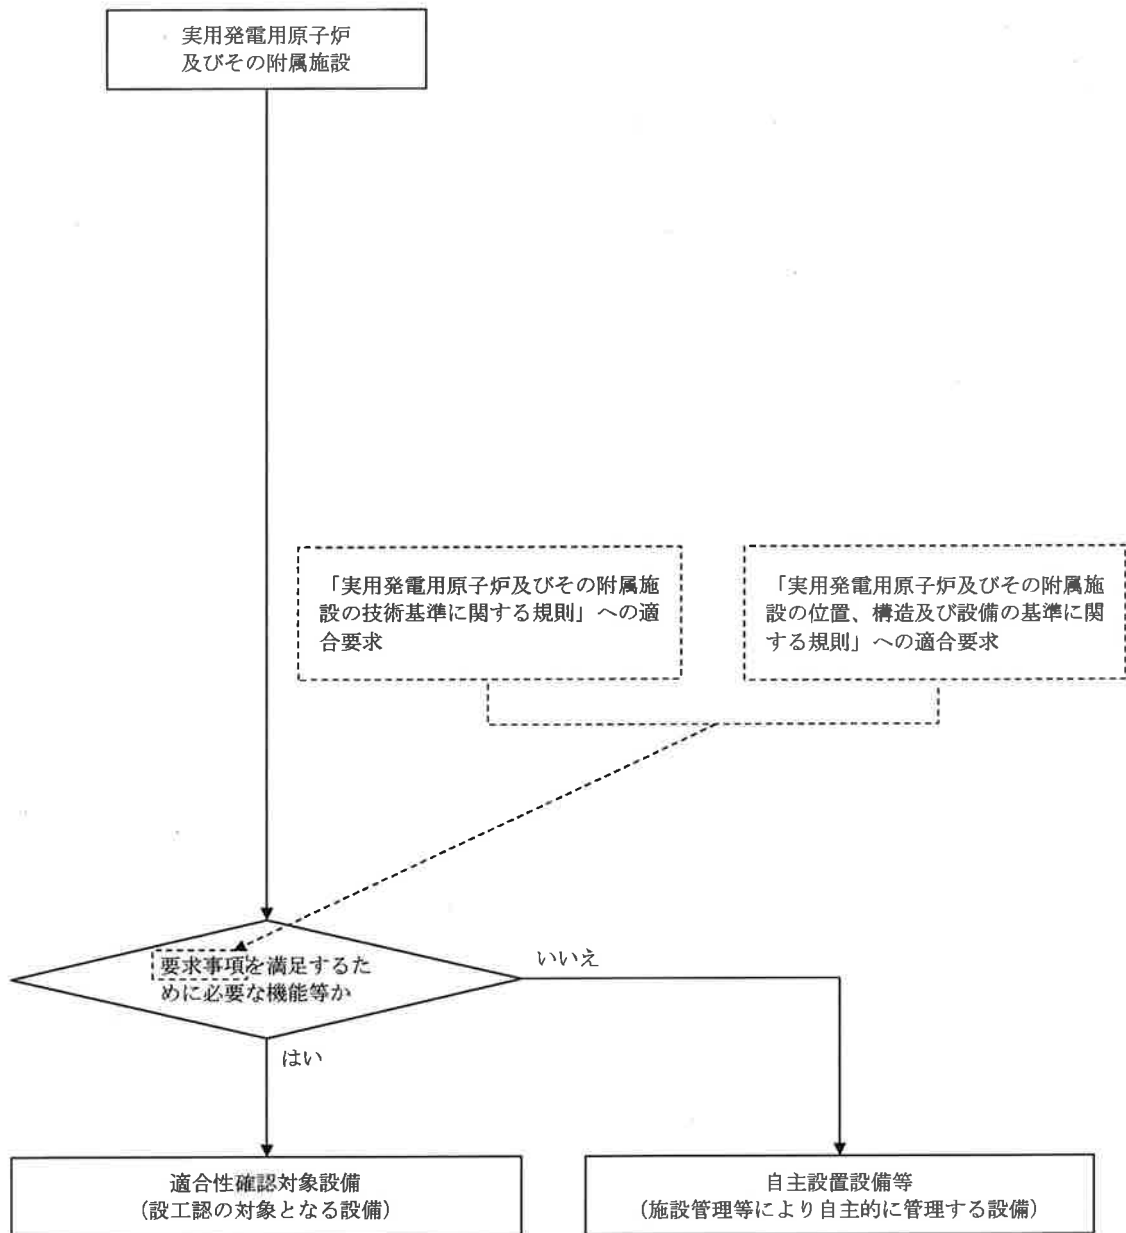 実用発電用原子炉
及びその附属施設
「実用発電用原子炉及びその附属施
設の技術基準に関する規則」への適
合要求
「実用発電用原子炉及びその附属施
設の位置、構造及び設備の基準に関
する規則」への適合要求
要求事項を満足するた
めに必要な機能等か
いいえ
はい
適合性確認対象設備
（設工認の対象となる設備）
自主設置設備等
（施設管理等により自主的に管理する設備）